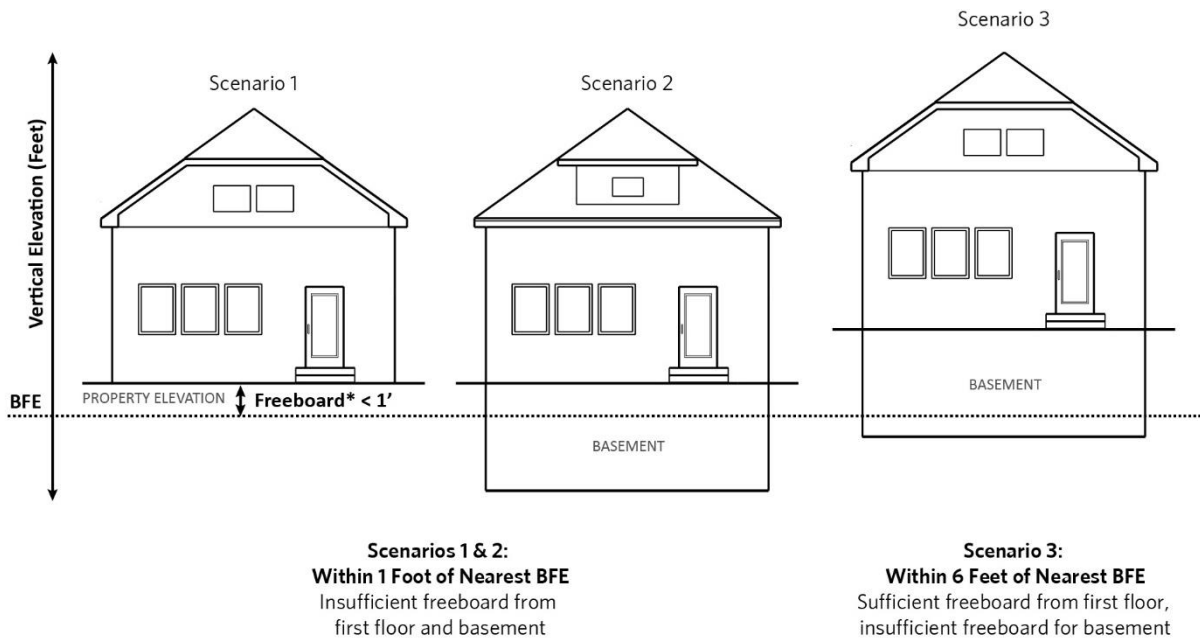 Scenario 3
Scenario 1
Scenario 2
Vertical Elevation (Feet)
BFE
PROPERTY ELEVATION
Freeboard* < 1’
BASEMENT
BASEMENT
Scenarios 1 & 2:
Within 1 Foot of Nearest BFE
Insufficient freeboard from
first floor and basement
Scenario 3:
Within 6 Feet of Nearest BFE
Sufficient freeboard from first floor,
insufficient freeboard for basement